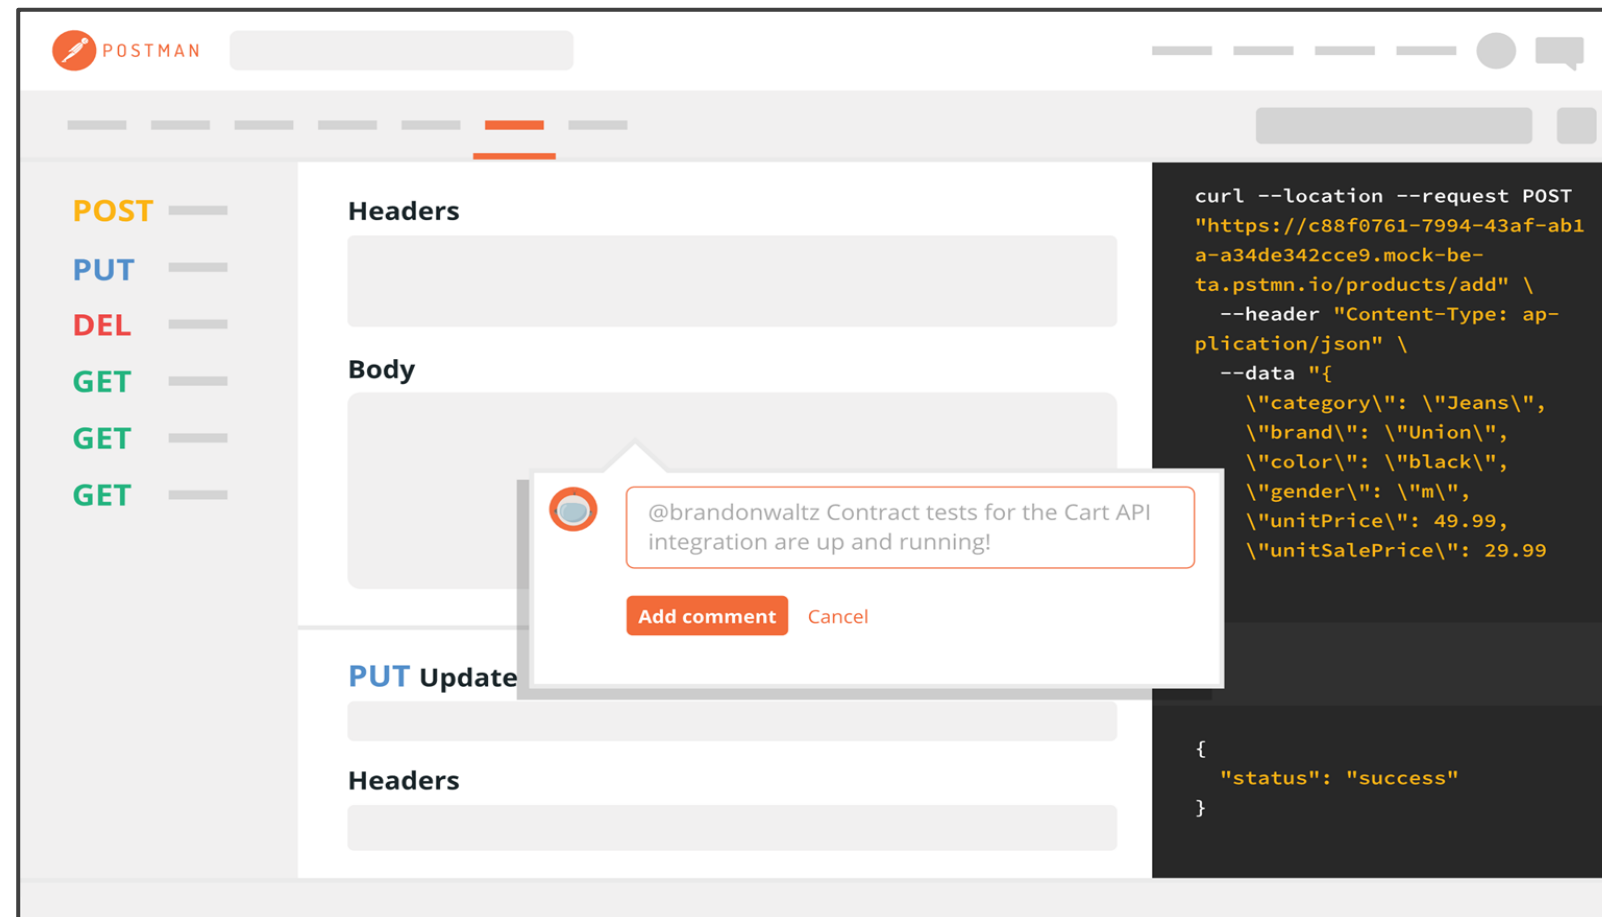 POSTMAN
POST
PUT
DEL
GET
GET
GET
Headers
Body
@brandonwaltz Contract tests for the Cart API
integration are up and running!
Add comment Cancel
PUT Update
Headers
curl --location --request POST
"https://c88f0761-7994-43af-ab1
a-a34de342cce9.mock-be-
ta.pstmn.io/products/add" \
--header "Content-Type: ap-
plication/json" \
--data "{
\"category\": \"Jeans\",
\"brand\": \"Union\",
\"color\": \"black\",
\"gender\": \"m\",
\"unitPrice\": 49.99,
\"unitSalePrice\": 29.99
{
"status": "success"
}